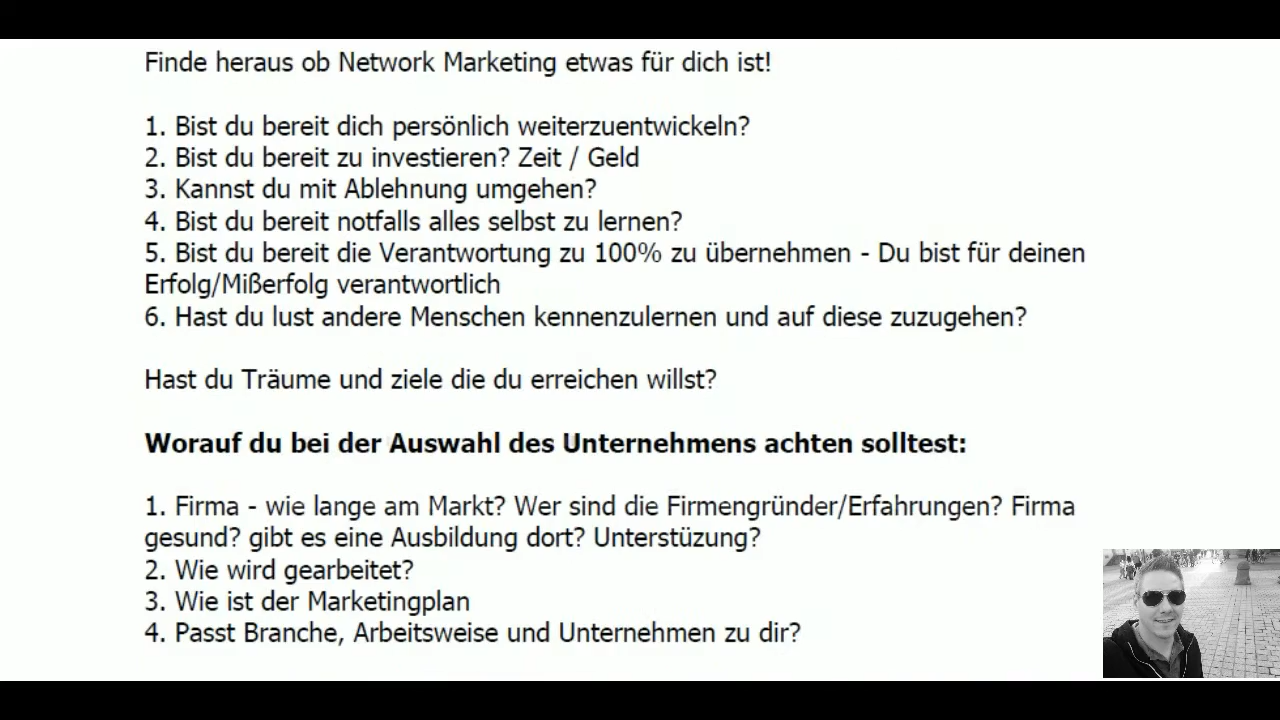 Finde heraus ob Network Marketing etwas für dich ist!
1. Bist du bereit dich persönlich weiterzuentwickeln?
2. Bist du bereit zu investieren? Zeit / Geld
3. Kannst du mit Ablehnung umgehen?
4. Bist du bereit notfalls alles selbst zu lernen?
5. Bist du bereit die Verantwortung zu 100% zu übernehmen - Du bist für deinen
Erfolg/Mißerfolg verantwortlich
6. Hast du lust andere Menschen kennenzulernen und auf diese zuzugehen?
Hast du Träume und ziele die du erreichen willst?
Worauf du bei der Auswahl des Unternehmens achten solltest:
1. Firma - wie lange am Markt? Wer sind die Firmengründer/Erfahrungen? Firma
gesund? gibt es eine Ausbildung dort? Unterstüzung?
2. Wie wird gearbeitet?
3. Wie ist der Marketingplan
4. Passt Branche, Arbeitsweise und Unternehmen zu dir?